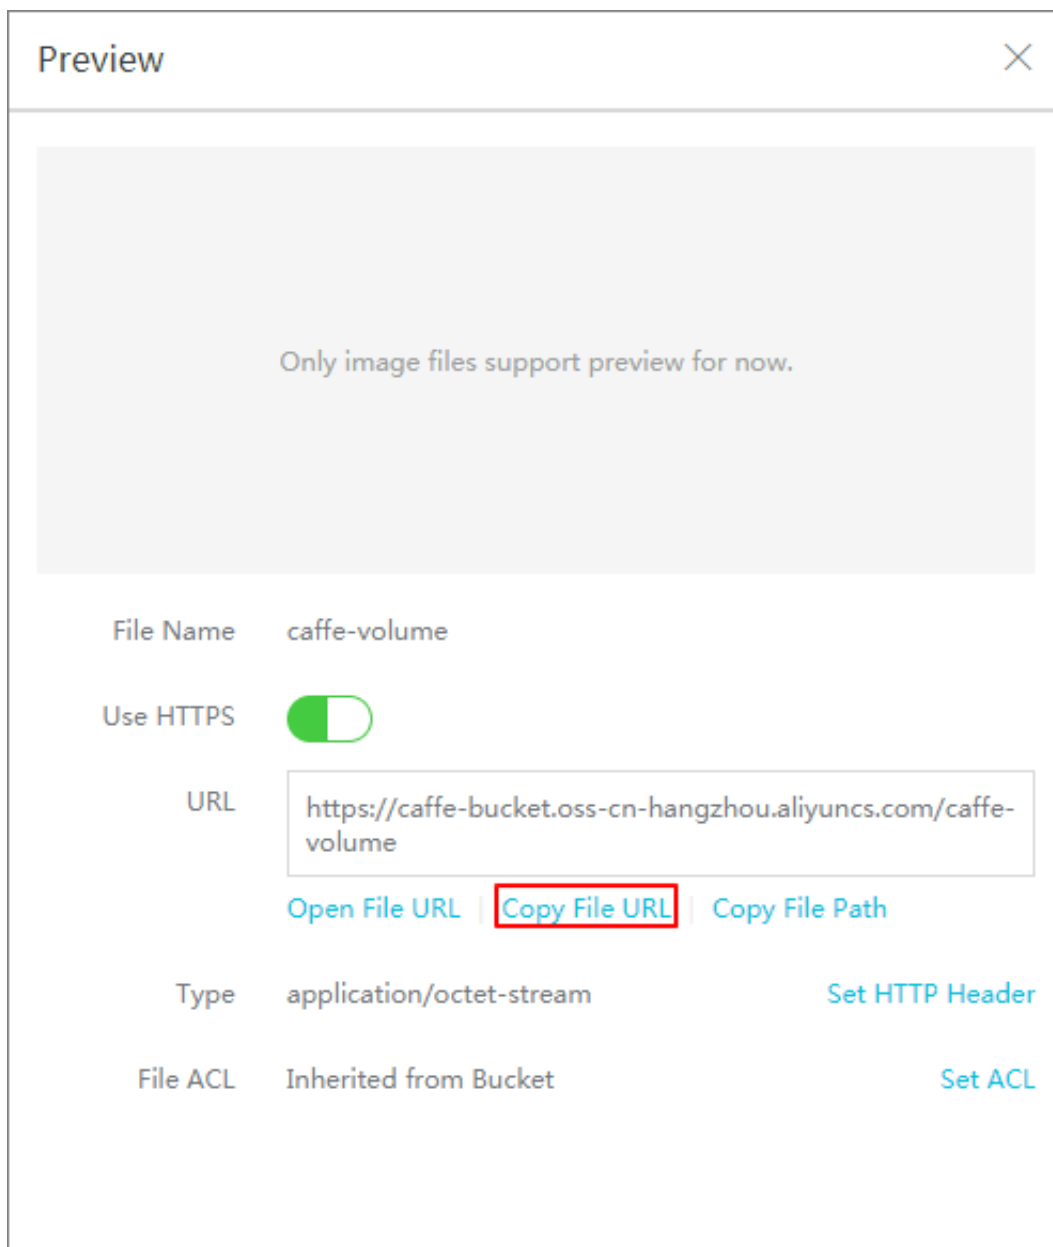 Preview
Only image files support preview for now.
File Name caffe-volume
Use HTTPS
URL https://caffe-bucket.oss-cn-hangzhou.aliyuncs.com/caffe-
volume
Open File URL Copy File URL Copy File Path
Type application/octet-stream Set HTTP Header
File ACL Inherited from Bucket Set ACL